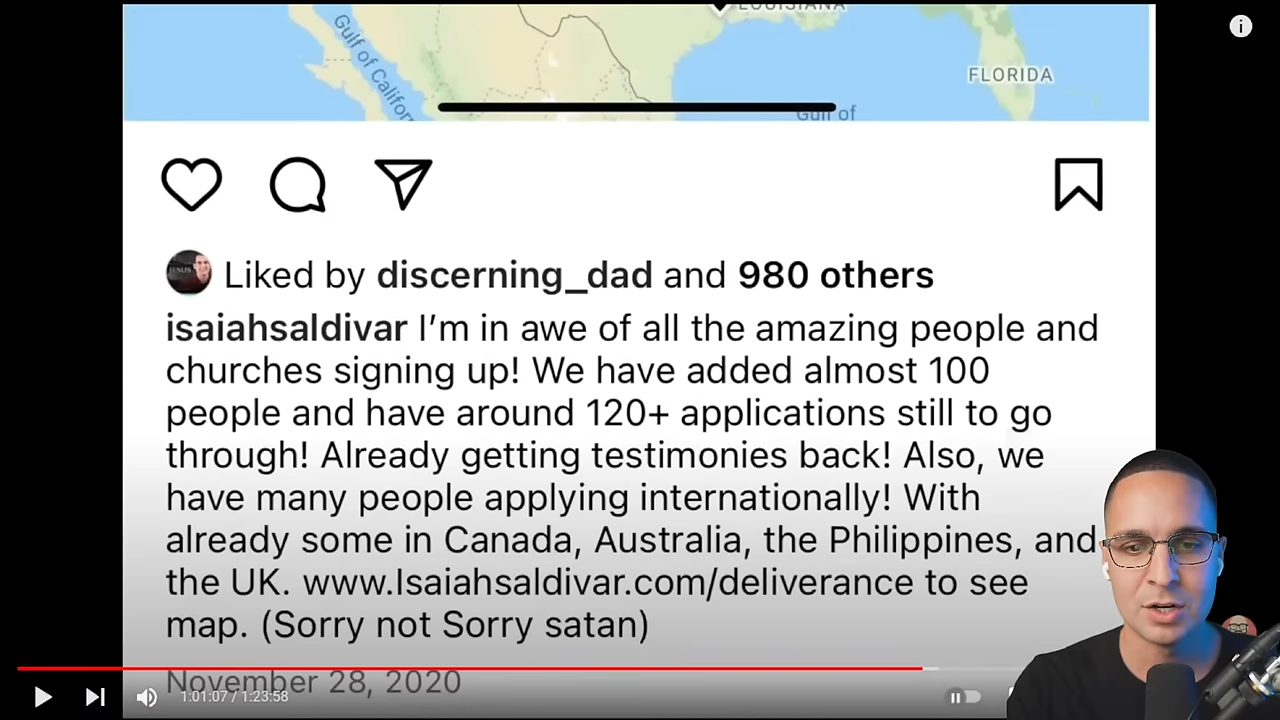 LOUISIANA
Gulf of Califor
FLORIDA
Gulf of
Liked by discerning_dad and 980 others
isaiahsaldivar I’m in awe of all the amazing people and
churches signing up! We have added almost 100
people and have around 120+ applications still to go
through! Already getting testimonies back! Also, we
have many people applying internationally! With
already some in Canada, Australia, the Philippines, and
the UK. www.Isaiahsaldivar.com/deliverance to see
map. (Sorry not Sorry satan)
November 28, 2020
1:01:07 / 1:23:58
JESUS